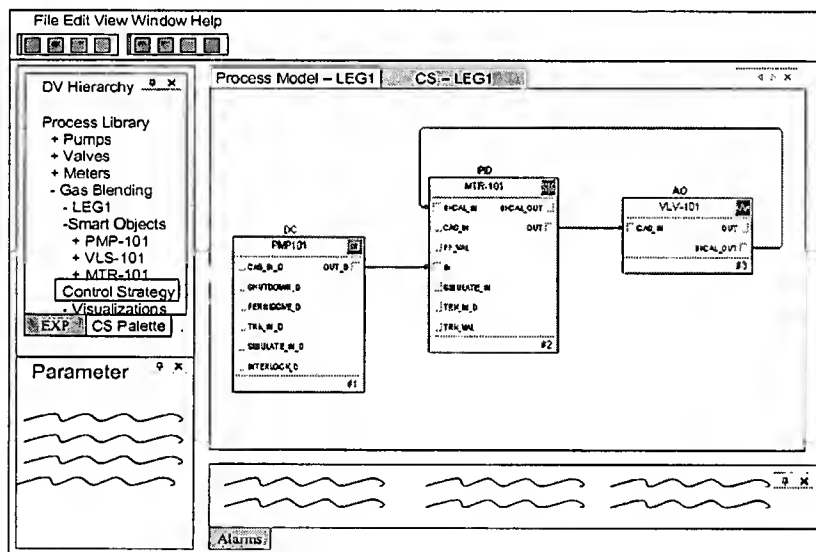 File Edit View Window Help
DV Hierarchy
Process Library
+ Pumps
+ Valves
+ Meters
- Gas Blending
- LEG1
-Smart Objects
+ PMP-101
+ VLS-101
+ MTR-101
Control Strategy
- Visualizations
EXP CS Palette
Parameter
Process Model – LEG1
CS – LEG1
DC
PMP101
CAS_IN_D OUT_D
SHUTDOWN_D
PERMISSIVE_D
TRK_IN_D
SIMULATE_IN_D
INTERLOCK_D
#1
PID
MTR-101
BKCAL_IN BKCAL_OUT
CAS_IN OUT
FF_VAL
IN
SIMULATE_IN
TRK_IN_D
TRK_VAL
#2
AO
VLV-101
CAS_IN OUT
BKCAL_OUT
#3
Alarms